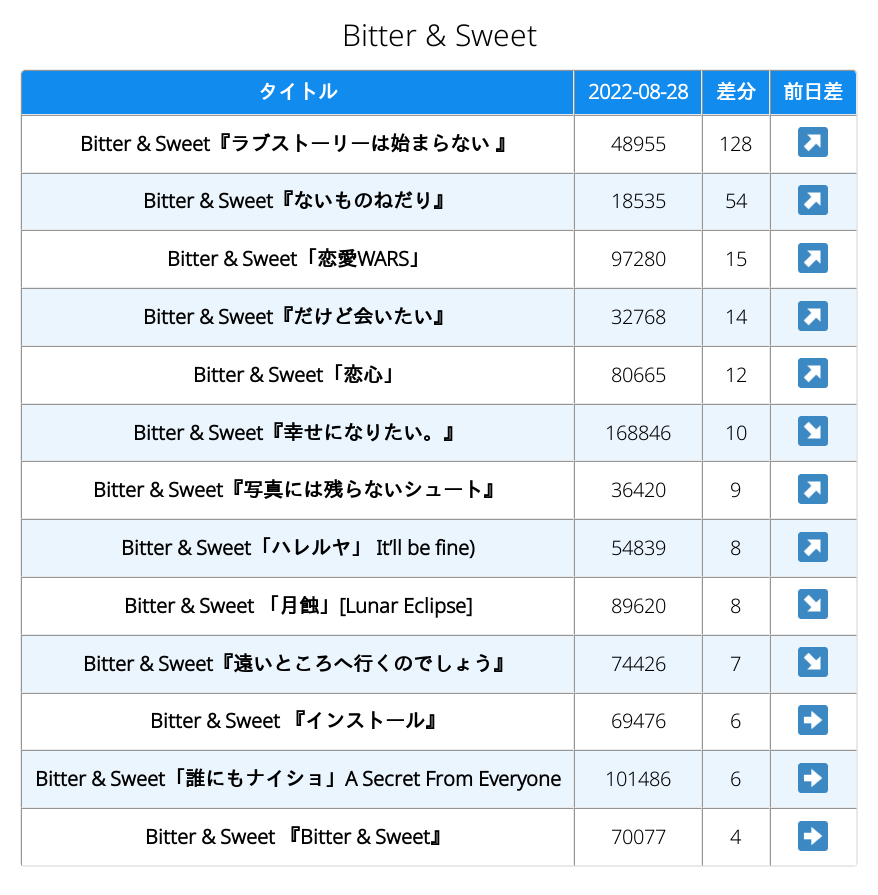 Bitter & Sweet
タイトル 2022-08-28 差分 前日差
Bitter & Sweet『ラブストーリーは始まらない 』 48955 128 ↗
Bitter & Sweet『ないものねだり』 18535 54 ↗
Bitter & Sweet「恋愛WARS」 97280 15 ↗
Bitter & Sweet『だけど会いたい』 32768 14 ↗
Bitter & Sweet「恋心」 80665 12 ↗
Bitter & Sweet『幸せになりたい。』 168846 10 ↘
Bitter & Sweet『写真には残らないシュート』 36420 9 ↗
Bitter & Sweet「ハレルヤ」 It’ll be fine) 54839 8 ↗
Bitter & Sweet 「月蝕」[Lunar Eclipse] 89620 8 ↘
Bitter & Sweet『遠いところへ行くのでしょう』 74426 7 ↘
Bitter & Sweet 『インストール』 69476 6 ➡
Bitter & Sweet「誰にもナイショ」A Secret From Everyone 101486 6 ➡
Bitter & Sweet 『Bitter & Sweet』 70077 4 ➡